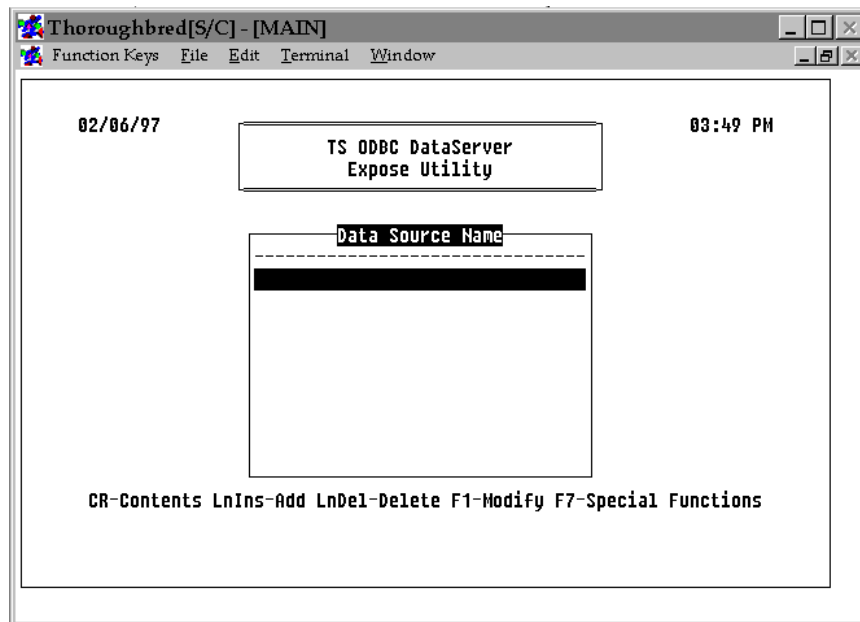 Thoroughbred[S/C] - [MAIN]
Function Keys File Edit Terminal Window
02/06/97
03:49 PM
TS ODBC DataServer
Expose Utility
Data Source Name
CR-Contents LnIns-Add LnDel-Delete F1-Modify F7-Special Functions